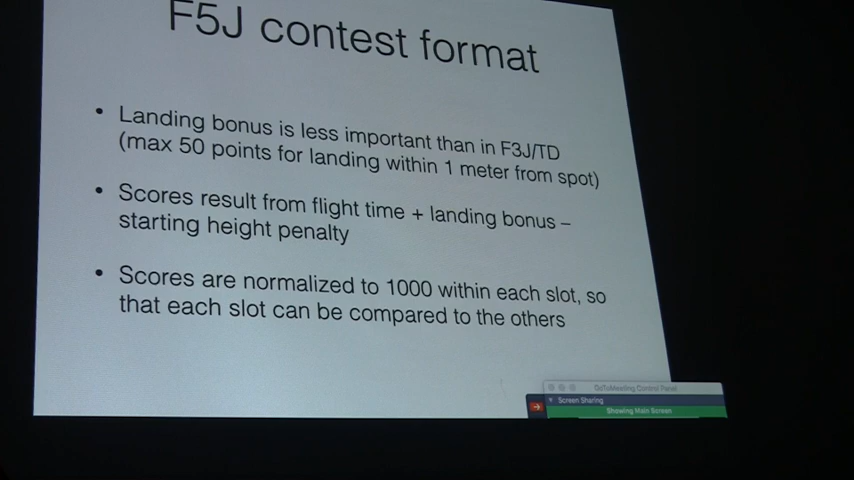 F5J contest format
• Landing bonus is less important than in F3J/TD
(max 50 points for landing within 1 meter from spot)
• Scores result from flight time + landing bonus –
starting height penalty
• Scores are normalized to 1000 within each slot, so
that each slot can be compared to the others
GoToMeeting Control Panel
Screen Sharing
Showing Main Screen